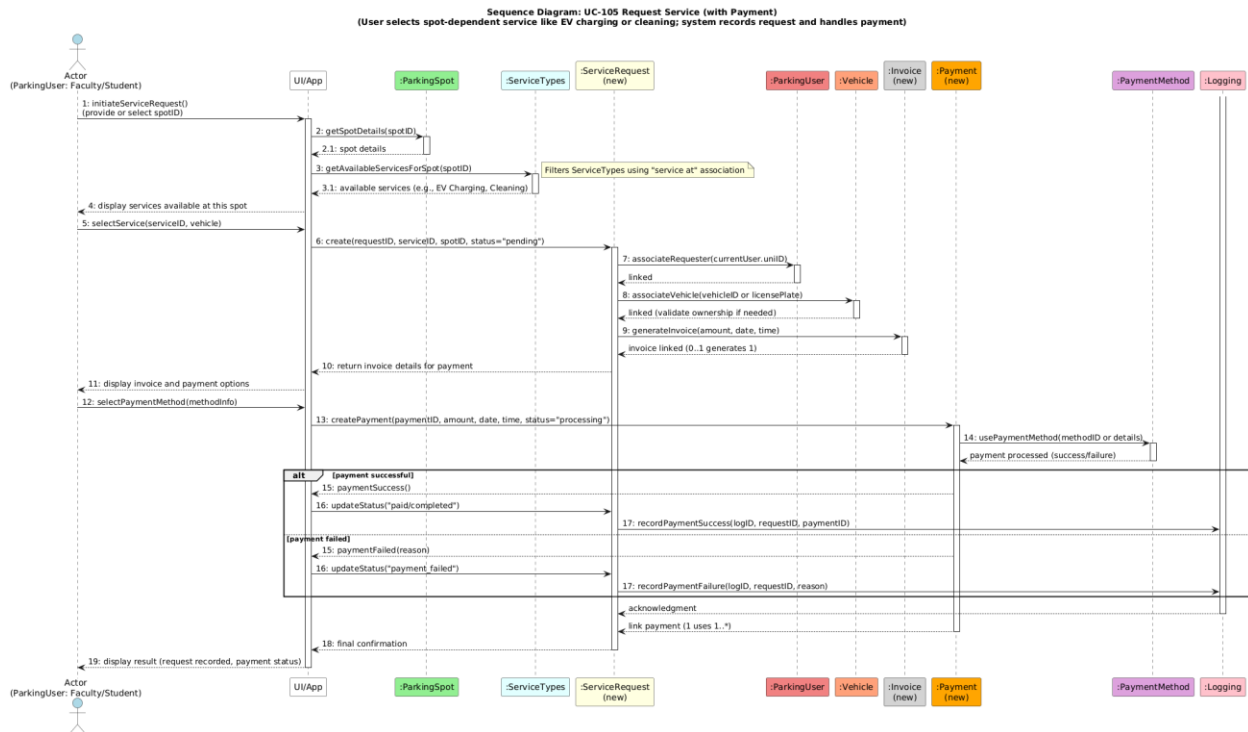 Sequence Diagram: UC-105 Request Service (with Payment)
(User selects spot-dependent service like EV charging or cleaning; system records request and handles payment)
Actor
(ParkingUser: Faculty/Student)
UI/App
:ParkingSpot
:ServiceTypes
:ServiceRequest
(new)
:ParkingUser
:Vehicle
:Invoice
(new)
:Payment
(new)
:PaymentMethod
:Logging
1: initiateServiceRequest()
(provide or select spotID)
2: getSpotDetails(spotID)
2.1: spot details
3: getAvailableServicesForSpot(spotID)
Filters ServiceTypes using "service at" association
3.1: available services (e.g., EV Charging, Cleaning)
4: display services available at this spot
5: selectService(serviceID, vehicle)
6: create(requestID, serviceID, spotID, status="pending")
7: associateRequester(currentUser.uniID)
linked
8: associateVehicle(vehicleID or licensePlate)
linked (validate ownership if needed)
9: generateInvoice(amount, date, time)
invoice linked (0..1 generates 1)
10: return invoice details for payment
11: display invoice and payment options
12: selectPaymentMethod(methodInfo)
13: createPayment(paymentID, amount, date, time, status="processing")
14: usePaymentMethod(methodID or details)
payment processed (success/failure)
alt [payment successful]
15: paymentSuccess()
16: updateStatus("paid/completed")
17: recordPaymentSuccess(logID, requestID, paymentID)
[payment failed]
15: paymentFailed(reason)
16: updateStatus("payment_failed")
17: recordPaymentFailure(logID, requestID, reason)
acknowledgment
link payment (1 uses 1..*)
18: final confirmation
19: display result (request recorded, payment status)
Actor
(ParkingUser: Faculty/Student)
UI/App
:ParkingSpot
:ServiceTypes
:ServiceRequest
(new)
:ParkingUser
:Vehicle
:Invoice
(new)
:Payment
(new)
:PaymentMethod
:Logging